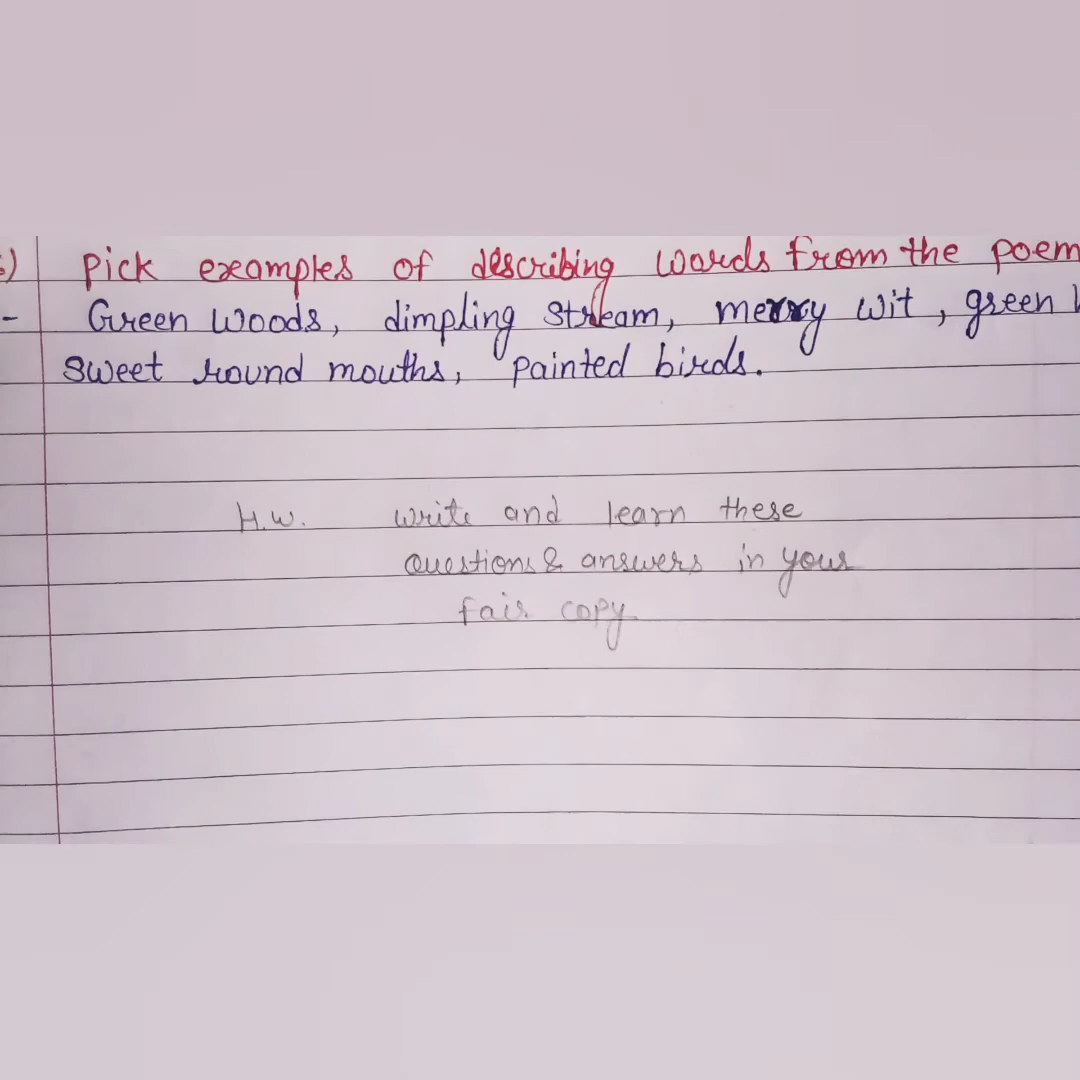 Pick examples of describing words from the poem
- Green woods, dimpling stream, merry wit, green
sweet round mouths, painted birds.
H.W. write and learn these
questions & answers in your
fair copy